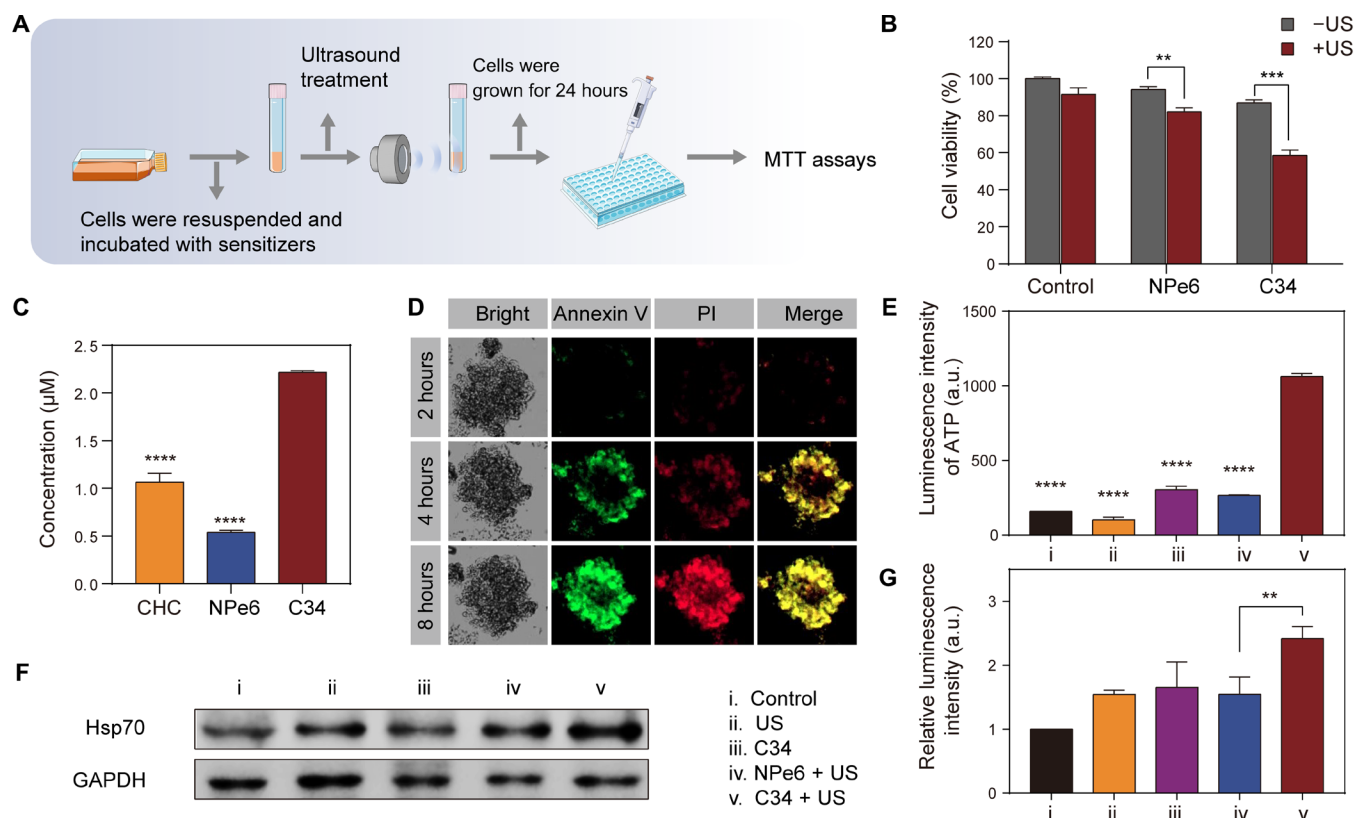 A
Ultrasound
treatment
Cells were
grown for 24 hours
MTT assays
Cells were resuspended and
incubated with sensitizers
B
−US
+US
**
***
Cell viability (%)
120
100
80
60
40
20
0
Control NPe6 C34
C
Concentration (μM)
2.5
2.0
1.5
1.0
0.5
0.0
**** ****
CHC NPe6 C34
D
Bright Annexin V PI Merge
2 hours
4 hours
8 hours
E
Luminescence intensity
of ATP (a.u.)
1500
1000
500
0
**** **** **** ****
i ii iii iv v
F
i ii iii iv v
Hsp70
GAPDH
i. Control
ii. US
iii. C34
iv. NPe6 + US
v. C34 + US
G
Relative luminescence
intensity (a.u.)
3
2
1
0
**
i ii iii iv v